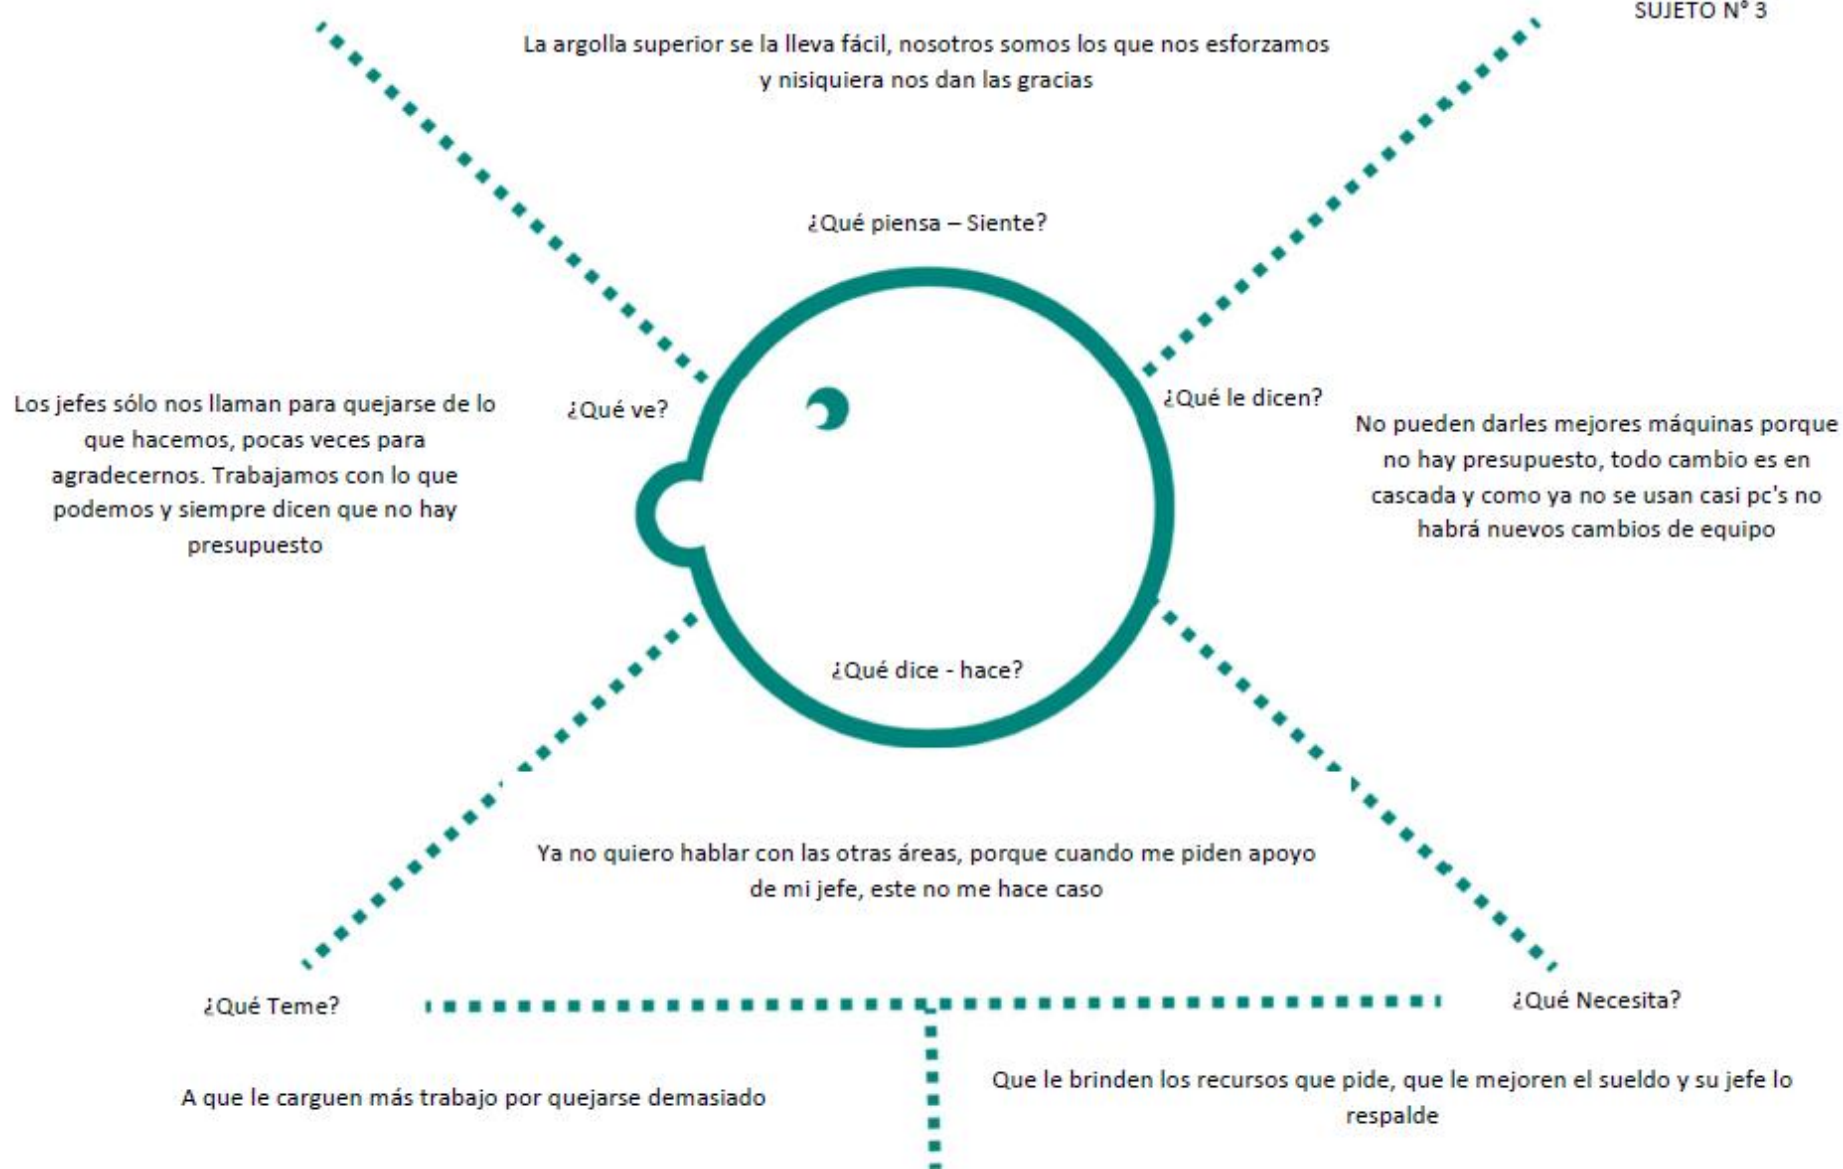 SUJETO N° 3
La argolla superior se la lleva fácil, nosotros somos los que nos esforzamos
y nisiquiera nos dan las gracias
¿Qué piensa – Siente?
¿Qué ve?
Los jefes sólo nos llaman para quejarse de lo
que hacemos, pocas veces para
agradecernos. Trabajamos con lo que
podemos y siempre dicen que no hay
presupuesto
¿Qué le dicen?
No pueden darles mejores máquinas porque
no hay presupuesto, todo cambio es en
cascada y como ya no se usan casi pc's no
habrá nuevos cambios de equipo
¿Qué dice - hace?
Ya no quiero hablar con las otras áreas, porque cuando me piden apoyo
de mi jefe, este no me hace caso
¿Qué Teme?
A que le carguen más trabajo por quejarse demasiado
¿Qué Necesita?
Que le brinden los recursos que pide, que le mejoren el sueldo y su jefe lo
respalde